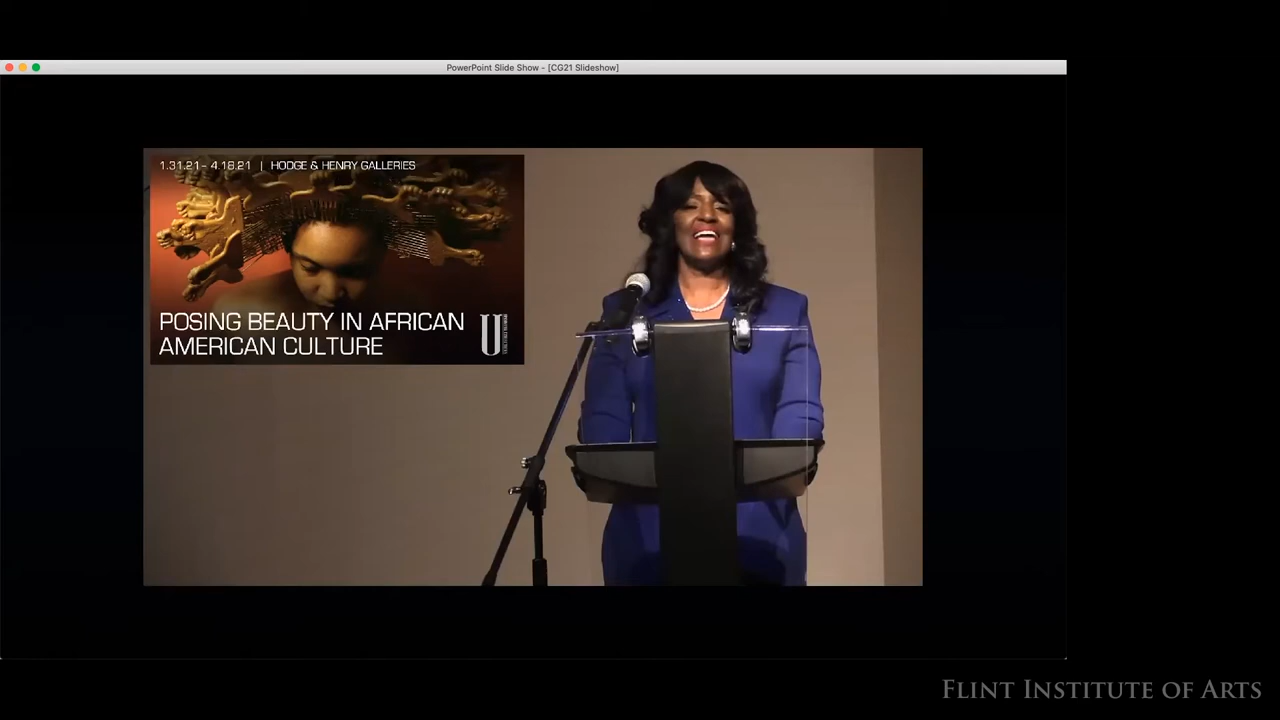 PowerPoint Slide Show - [CG21 Slideshow]
1.31.21 - 4.18.21 | HODGE & HENRY GALLERIES
POSING BEAUTY IN AFRICAN
AMERICAN CULTURE
U
FLINT INSTITUTE OF ARTS